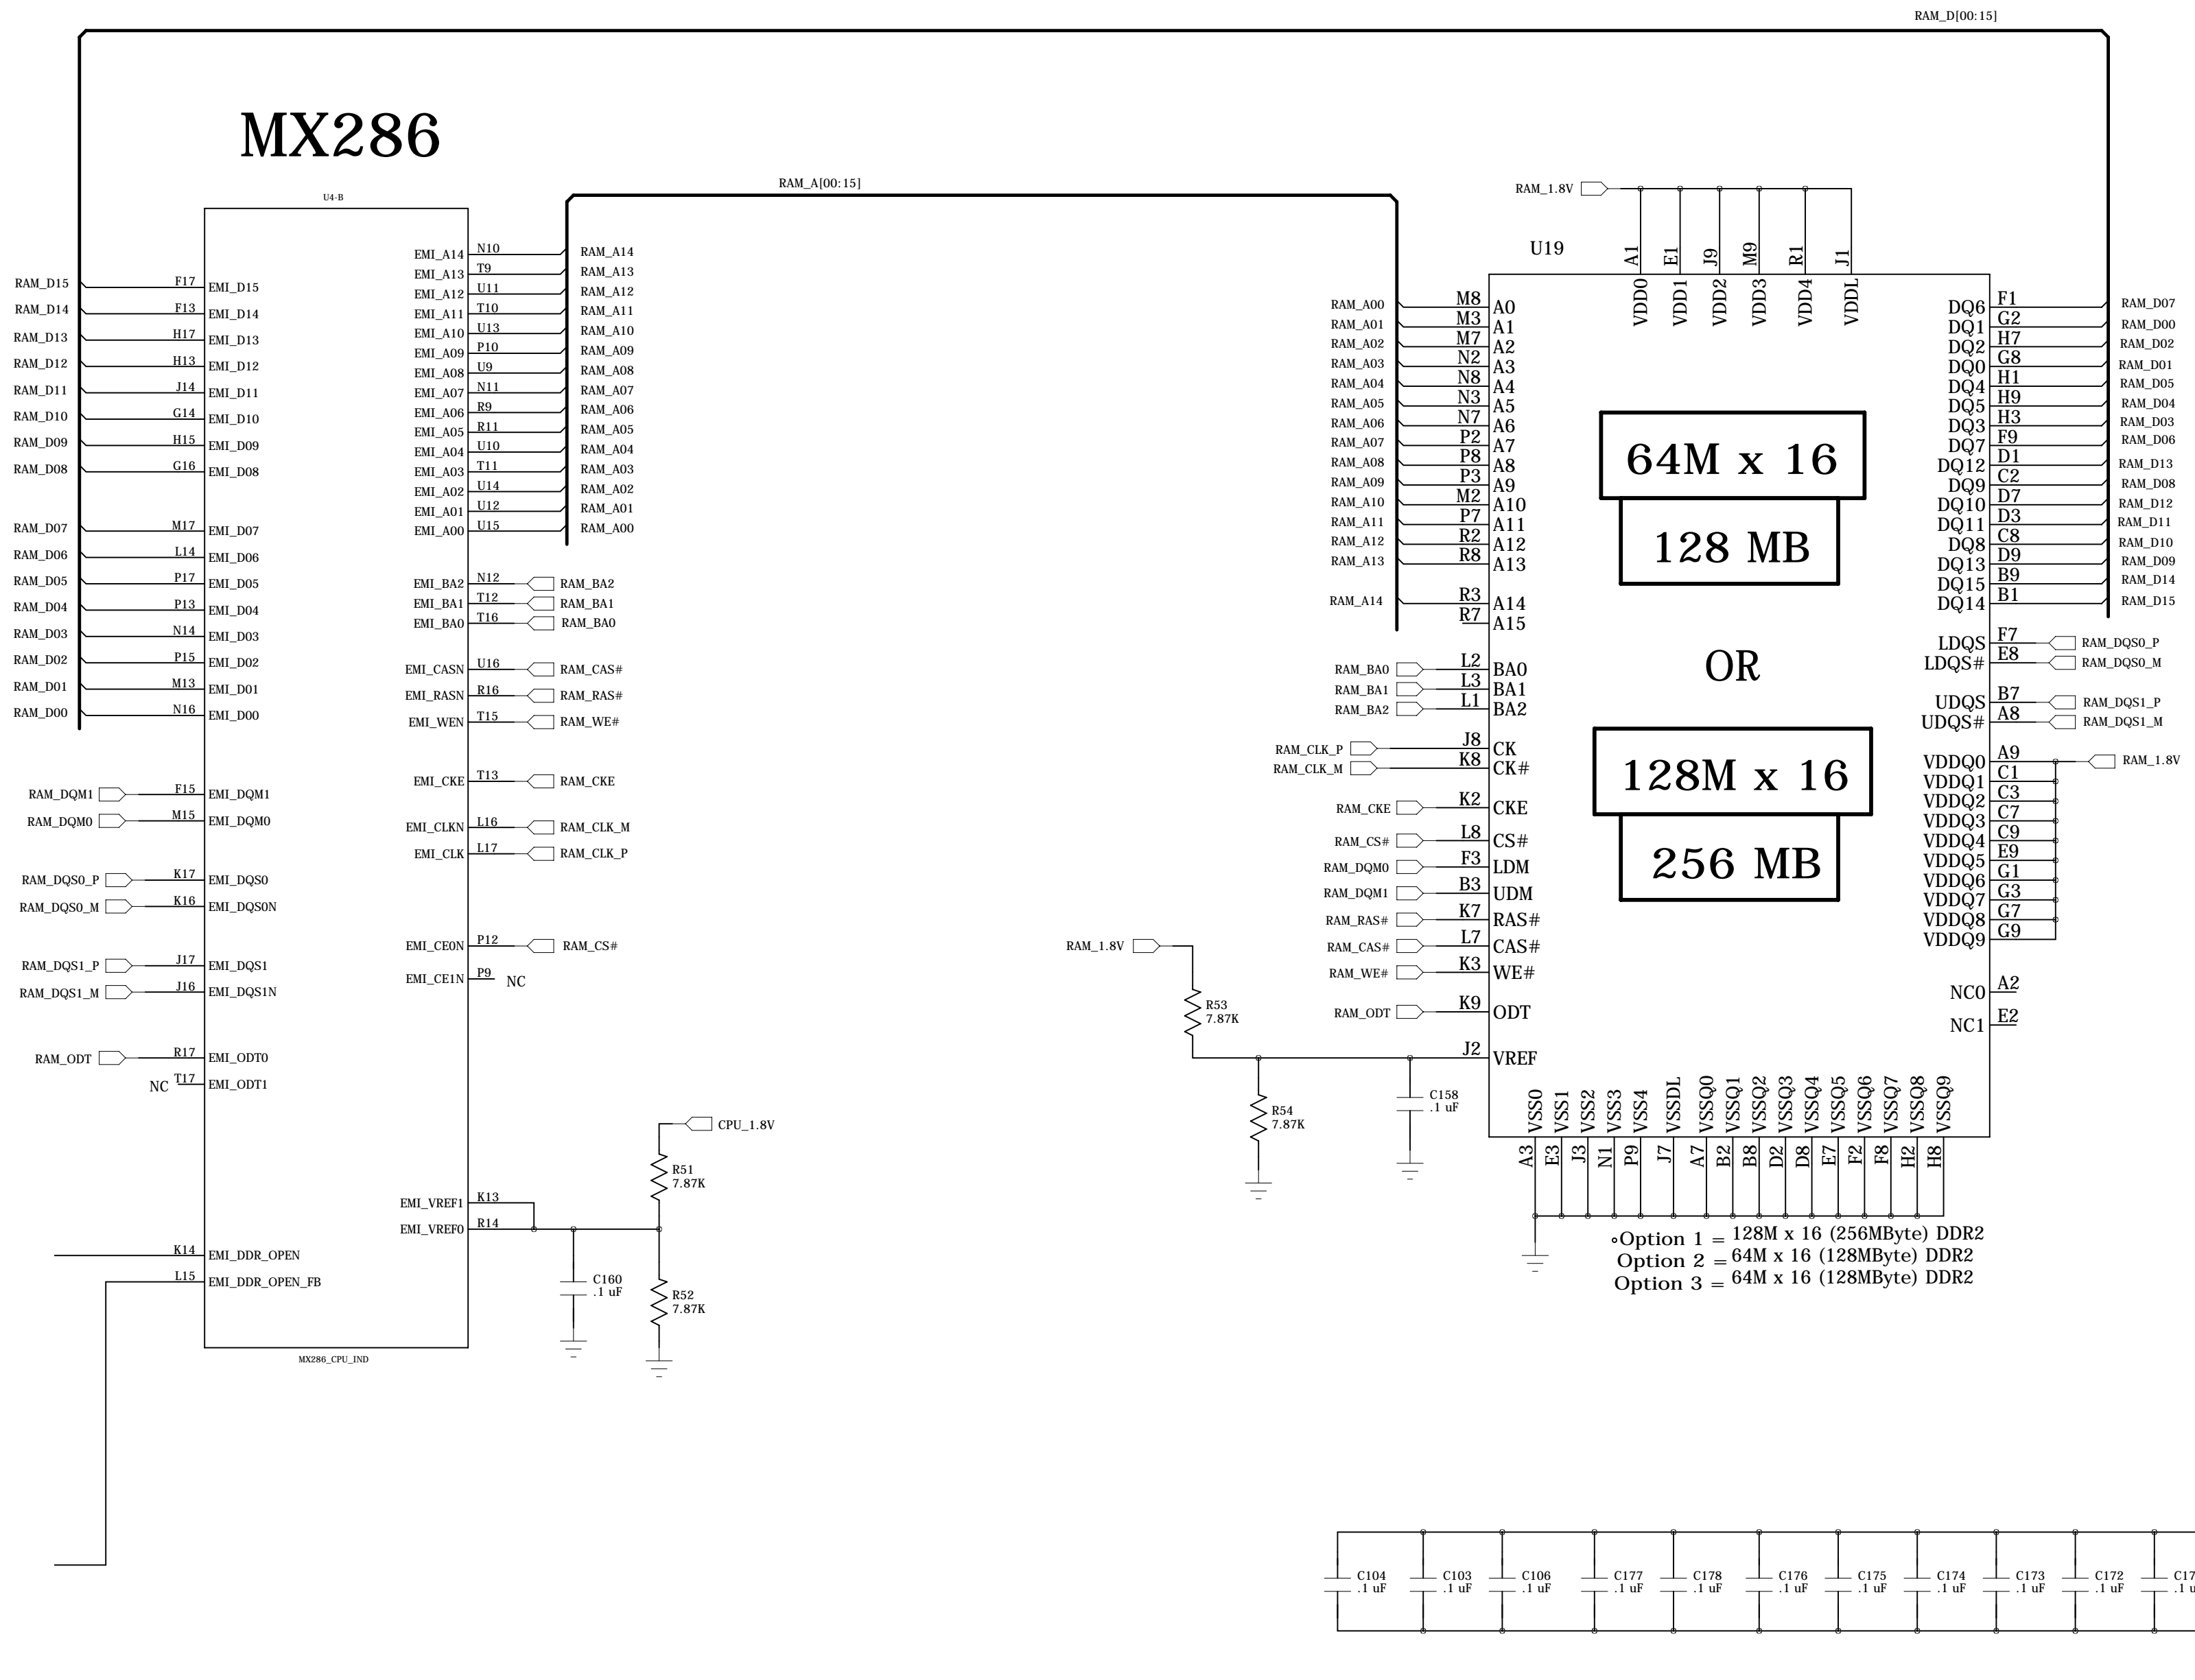 RAM_D[00:15]
MX286
RAM_A[00:15]
U4-B
RAM_D15 F17 EMI_D15
RAM_D14 F13 EMI_D14
RAM_D13 H17 EMI_D13
RAM_D12 H13 EMI_D12
RAM_D11 J14 EMI_D11
RAM_D10 G14 EMI_D10
RAM_D09 H15 EMI_D09
RAM_D08 G16 EMI_D08
RAM_D07 M17 EMI_D07
RAM_D06 L14 EMI_D06
RAM_D05 P17 EMI_D05
RAM_D04 P13 EMI_D04
RAM_D03 N14 EMI_D03
RAM_D02 P15 EMI_D02
RAM_D01 M13 EMI_D01
RAM_D00 N16 EMI_D00
RAM_DQM1 F15 EMI_DQM1
RAM_DQM0 M15 EMI_DQM0
RAM_DQS0_P K17 EMI_DQS0
RAM_DQS0_M K16 EMI_DQS0N
RAM_DQS1_P J17 EMI_DQS1
RAM_DQS1_M J16 EMI_DQS1N
RAM_ODT R17 EMI_ODT0
NC T17 EMI_ODT1
K14 EMI_DDR_OPEN
L15 EMI_DDR_OPEN_FB
EMI_A14 N10 RAM_A14
EMI_A13 T9 RAM_A13
EMI_A12 U11 RAM_A12
EMI_A11 T10 RAM_A11
EMI_A10 U13 RAM_A10
EMI_A09 P10 RAM_A09
EMI_A08 U9 RAM_A08
EMI_A07 N11 RAM_A07
EMI_A06 R9 RAM_A06
EMI_A05 R11 RAM_A05
EMI_A04 U10 RAM_A04
EMI_A03 T11 RAM_A03
EMI_A02 U14 RAM_A02
EMI_A01 U12 RAM_A01
EMI_A00 U15 RAM_A00
EMI_BA2 N12 RAM_BA2
EMI_BA1 T12 RAM_BA1
EMI_BA0 T16 RAM_BA0
EMI_CASN U16 RAM_CAS#
EMI_RASN R16 RAM_RAS#
EMI_WEN T15 RAM_WE#
EMI_CKE T13 RAM_CKE
EMI_CLKN L16 RAM_CLK_M
EMI_CLK L17 RAM_CLK_P
EMI_CE0N P12 RAM_CS#
EMI_CE1N P9 NC
EMI_VREF1 K13
EMI_VREF0 R14
MX286_CPU_IND
CPU_1.8V
R51
7.87K
C160
.1 uF
R52
7.87K
RAM_1.8V
R53
7.87K
R54
7.87K
C158
.1 uF
RAM_1.8V
U19
A1 E1 J9 M9 R1 J1
VDD0 VDD1 VDD2 VDD3 VDD4 VDDL
RAM_A00 M8 A0
RAM_A01 M3 A1
RAM_A02 M7 A2
RAM_A03 N2 A3
RAM_A04 N8 A4
RAM_A05 N3 A5
RAM_A06 N7 A6
RAM_A07 P2 A7
RAM_A08 P8 A8
RAM_A09 P3 A9
RAM_A10 M2 A10
RAM_A11 P7 A11
RAM_A12 R2 A12
RAM_A13 R8 A13
RAM_A14 R3 A14
R7 A15
RAM_BA0 L2 BA0
RAM_BA1 L3 BA1
RAM_BA2 L1 BA2
RAM_CLK_P J8 CK
RAM_CLK_M K8 CK#
RAM_CKE K2 CKE
RAM_CS# L8 CS#
RAM_DQM0 F3 LDM
RAM_DQM1 B3 UDM
RAM_RAS# K7 RAS#
RAM_CAS# L7 CAS#
RAM_WE# K3 WE#
RAM_ODT K9 ODT
J2 VREF
64M x 16
128 MB
OR
128M x 16
256 MB
DQ6 F1 RAM_D07
DQ1 G2 RAM_D00
DQ2 H7 RAM_D02
DQ0 G8 RAM_D01
DQ4 H1 RAM_D05
DQ5 H9 RAM_D04
DQ3 H3 RAM_D03
DQ7 F9 RAM_D06
DQ12 D1 RAM_D13
DQ9 C2 RAM_D08
DQ10 D7 RAM_D12
DQ11 D3 RAM_D11
DQ8 C8 RAM_D10
DQ13 D9 RAM_D09
DQ15 B9 RAM_D14
DQ14 B1 RAM_D15
LDQS F7 RAM_DQS0_P
LDQS# E8 RAM_DQS0_M
UDQS B7 RAM_DQS1_P
UDQS# A8 RAM_DQS1_M
VDDQ0 A9 RAM_1.8V
VDDQ1 C1
VDDQ2 C3
VDDQ3 C7
VDDQ4 C9
VDDQ5 E9
VDDQ6 G1
VDDQ7 G3
VDDQ8 G7
VDDQ9 G9
NC0 A2
NC1 E2
VSS0 VSS1 VSS2 VSS3 VSS4 VSSDL VSSQ0 VSSQ1 VSSQ2 VSSQ3 VSSQ4 VSSQ5 VSSQ6 VSSQ7 VSSQ8 VSSQ9
A3 E3 J3 N1 P9 J7 A7 B2 B8 D2 D8 E7 F2 F8 H2 H8
Option 1 = 128M x 16 (256MByte) DDR2
Option 2 = 64M x 16 (128MByte) DDR2
Option 3 = 64M x 16 (128MByte) DDR2
C104 C103 C106 C177 C178 C176 C175 C174 C173 C172
.1 uF .1 uF .1 uF .1 uF .1 uF .1 uF .1 uF .1 uF .1 uF .1 uF